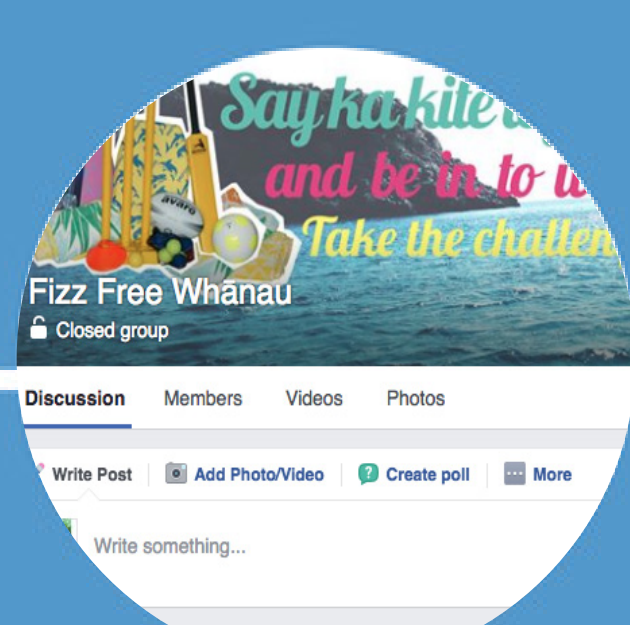 Say ka kite
and be in to
Take the
avaro
Fizz Free Whānau
Closed group
Discussion Members Videos Photos
Write Post Add Photo/Video Create poll More
Write something...